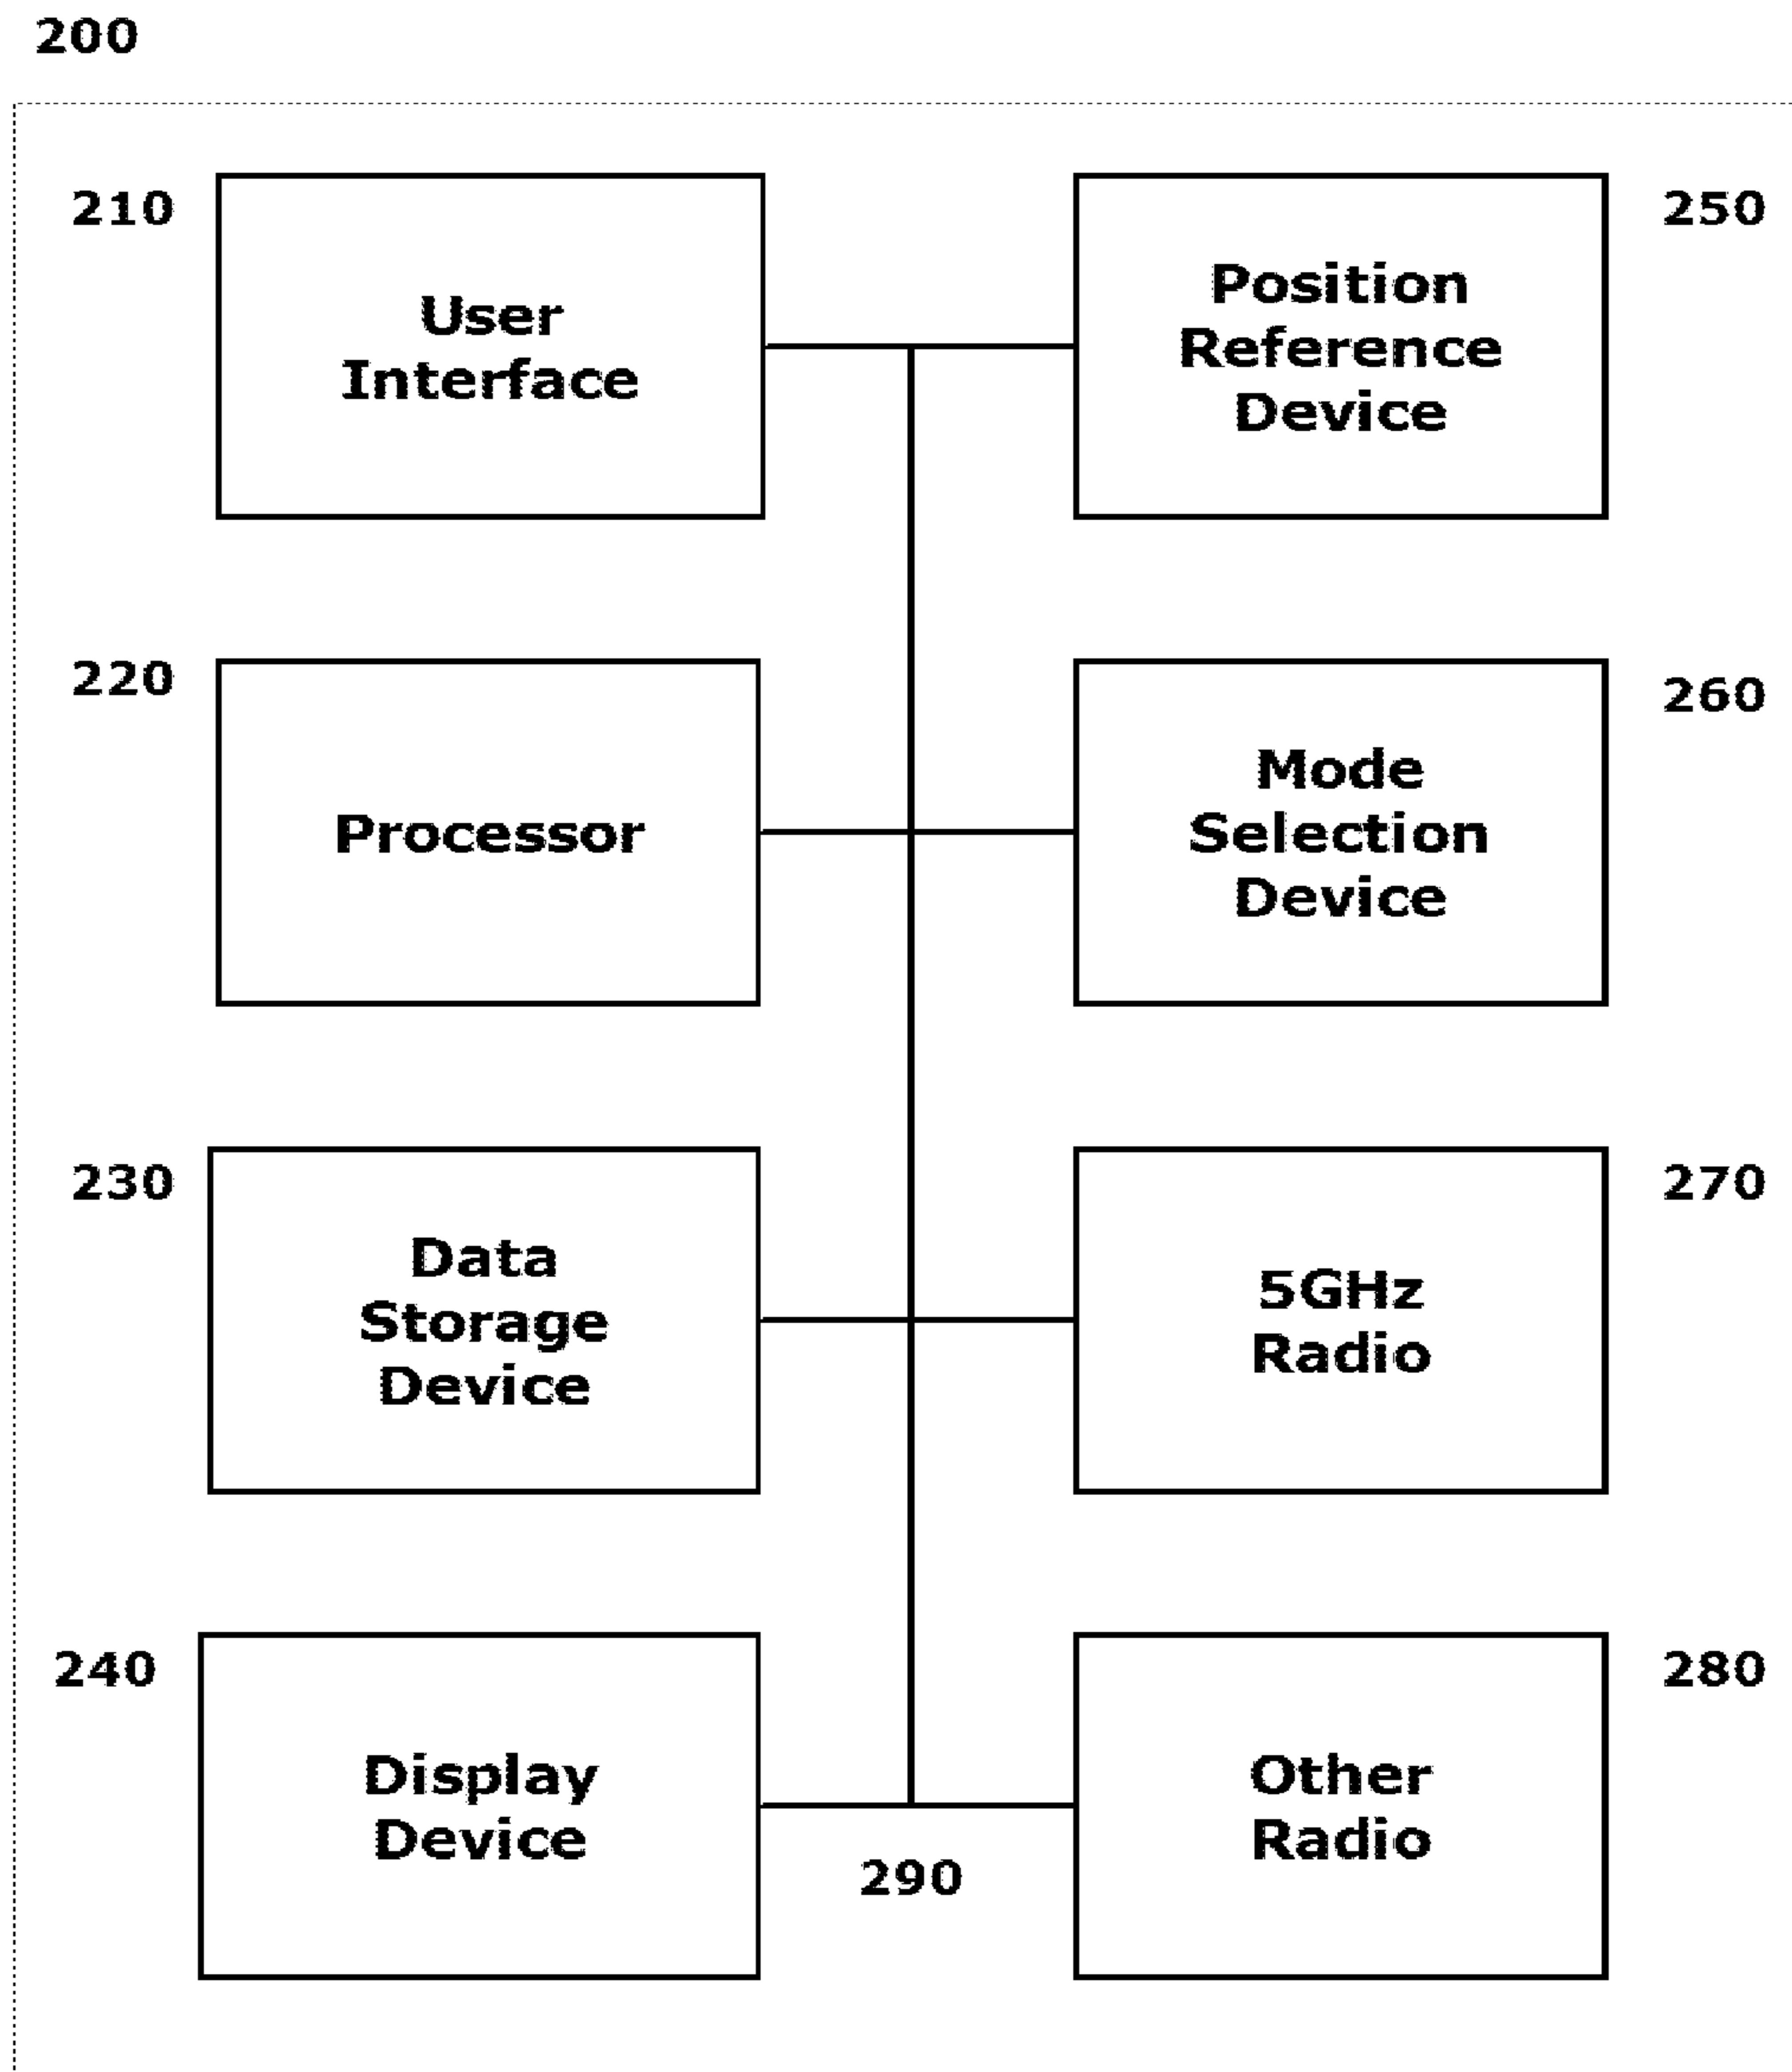 200
210
User
Interface
250
Position
Reference
Device
220
Processor
260
Mode
Selection
Device
230
Data
Storage
Device
270
5GHz
Radio
240
Display
Device
280
Other
Radio
290